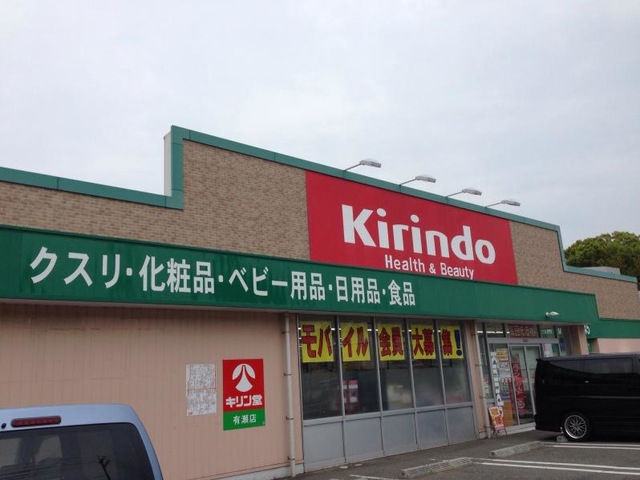 Kirindo
Health & Beauty
クスリ・化粧品・ベビー用品・日用品・食品
モバイル会員大募集!
キリン堂
有瀬店